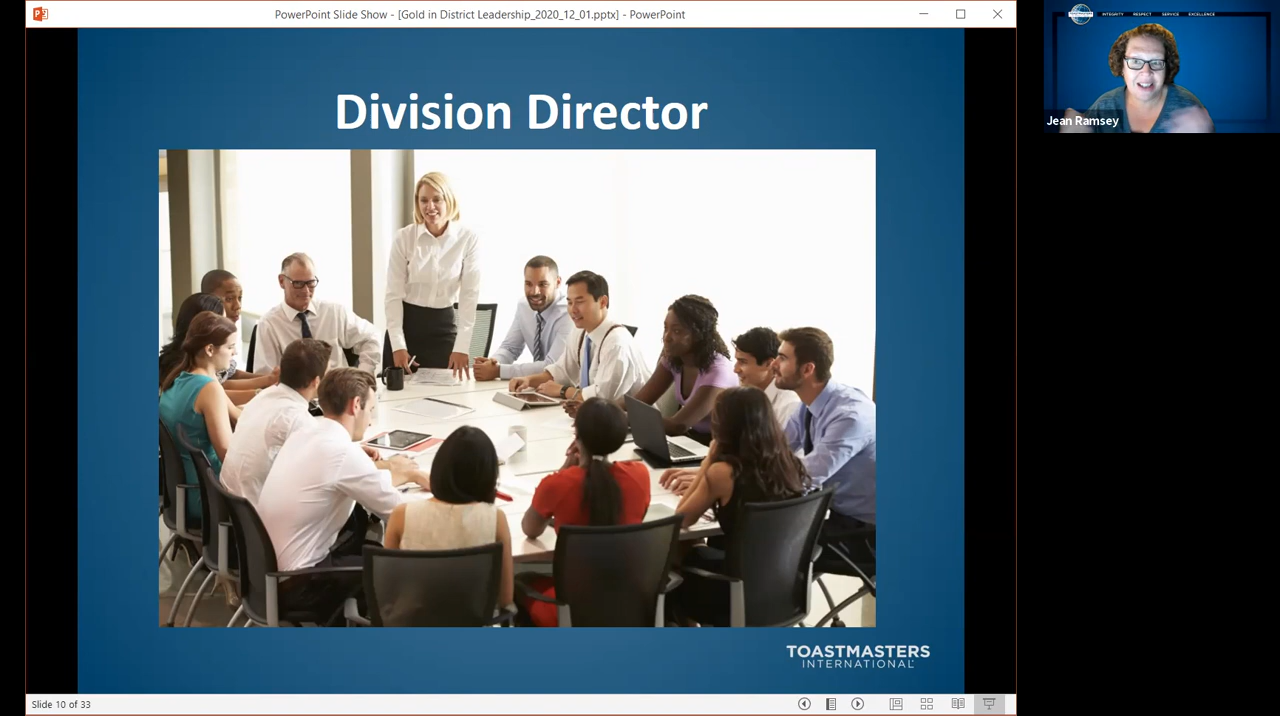 PowerPoint Slide Show - [Gold in District Leadership_2020_12_01.pptx] - PowerPoint
INTEGRITY RESPECT SERVICE EXCELLENCE
Jean Ramsey
Division Director
TOASTMASTERS
INTERNATIONAL
Slide 10 of 33